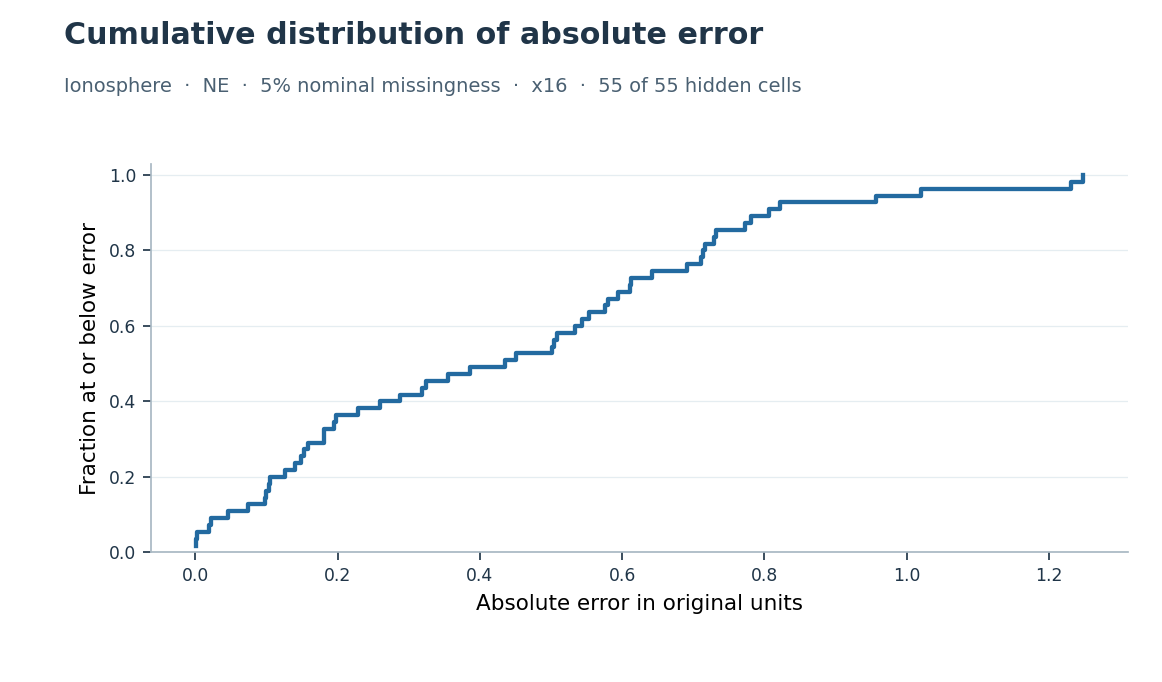 Cumulative distribution of absolute error
Ionosphere · NE · 5% nominal missingness · x16 · 55 of 55 hidden cells
Fraction at or below error
1.0
0.8
0.6
0.4
0.2
0.0
0.0 0.2 0.4 0.6 0.8 1.0 1.2
Absolute error in original units